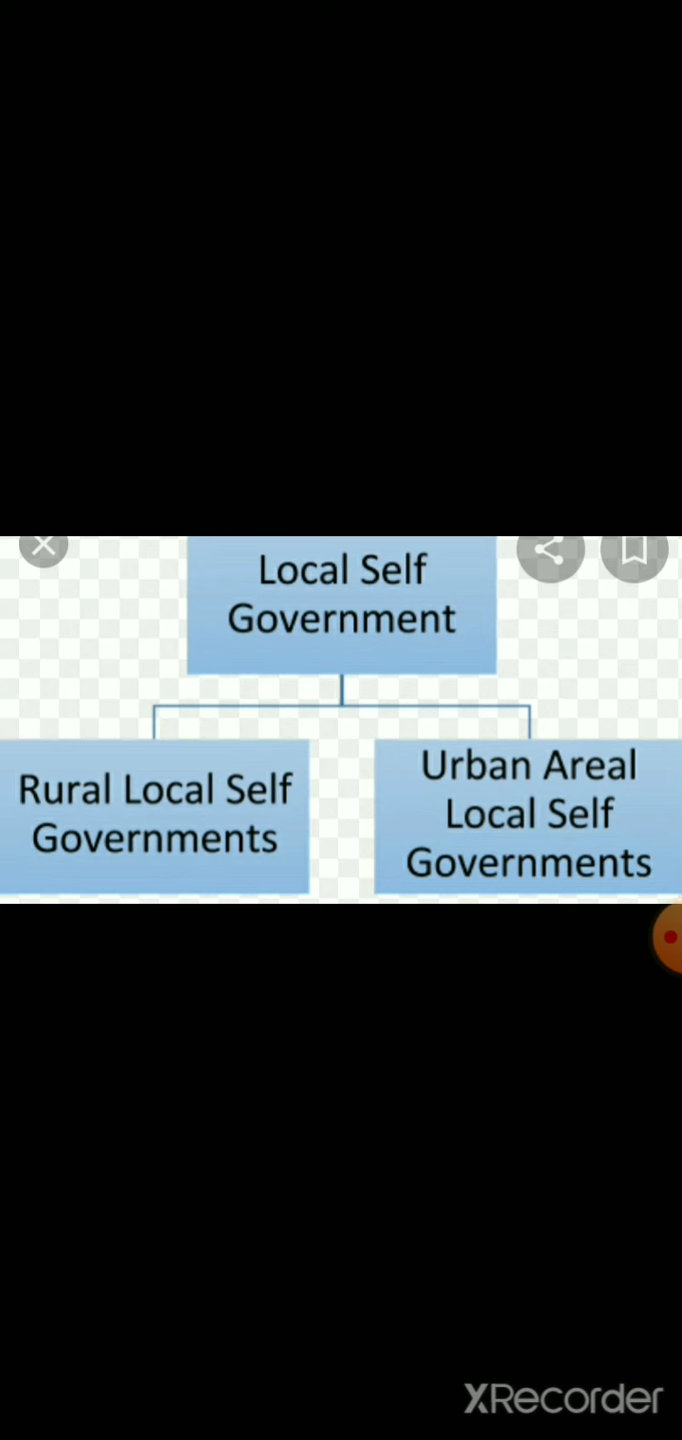 Local Self
Government
Rural Local Self
Governments
Urban Areal
Local Self
Governments
XRecorder